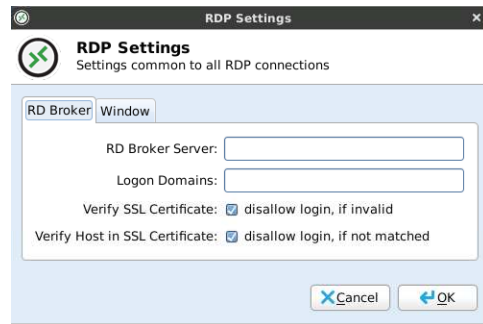 RDP Settings
RDP Settings
Settings common to all RDP connections
RD Broker Window
RD Broker Server:
Logon Domains:
Verify SSL Certificate: disallow login, if invalid
Verify Host in SSL Certificate: disallow login, if not matched
Cancel OK